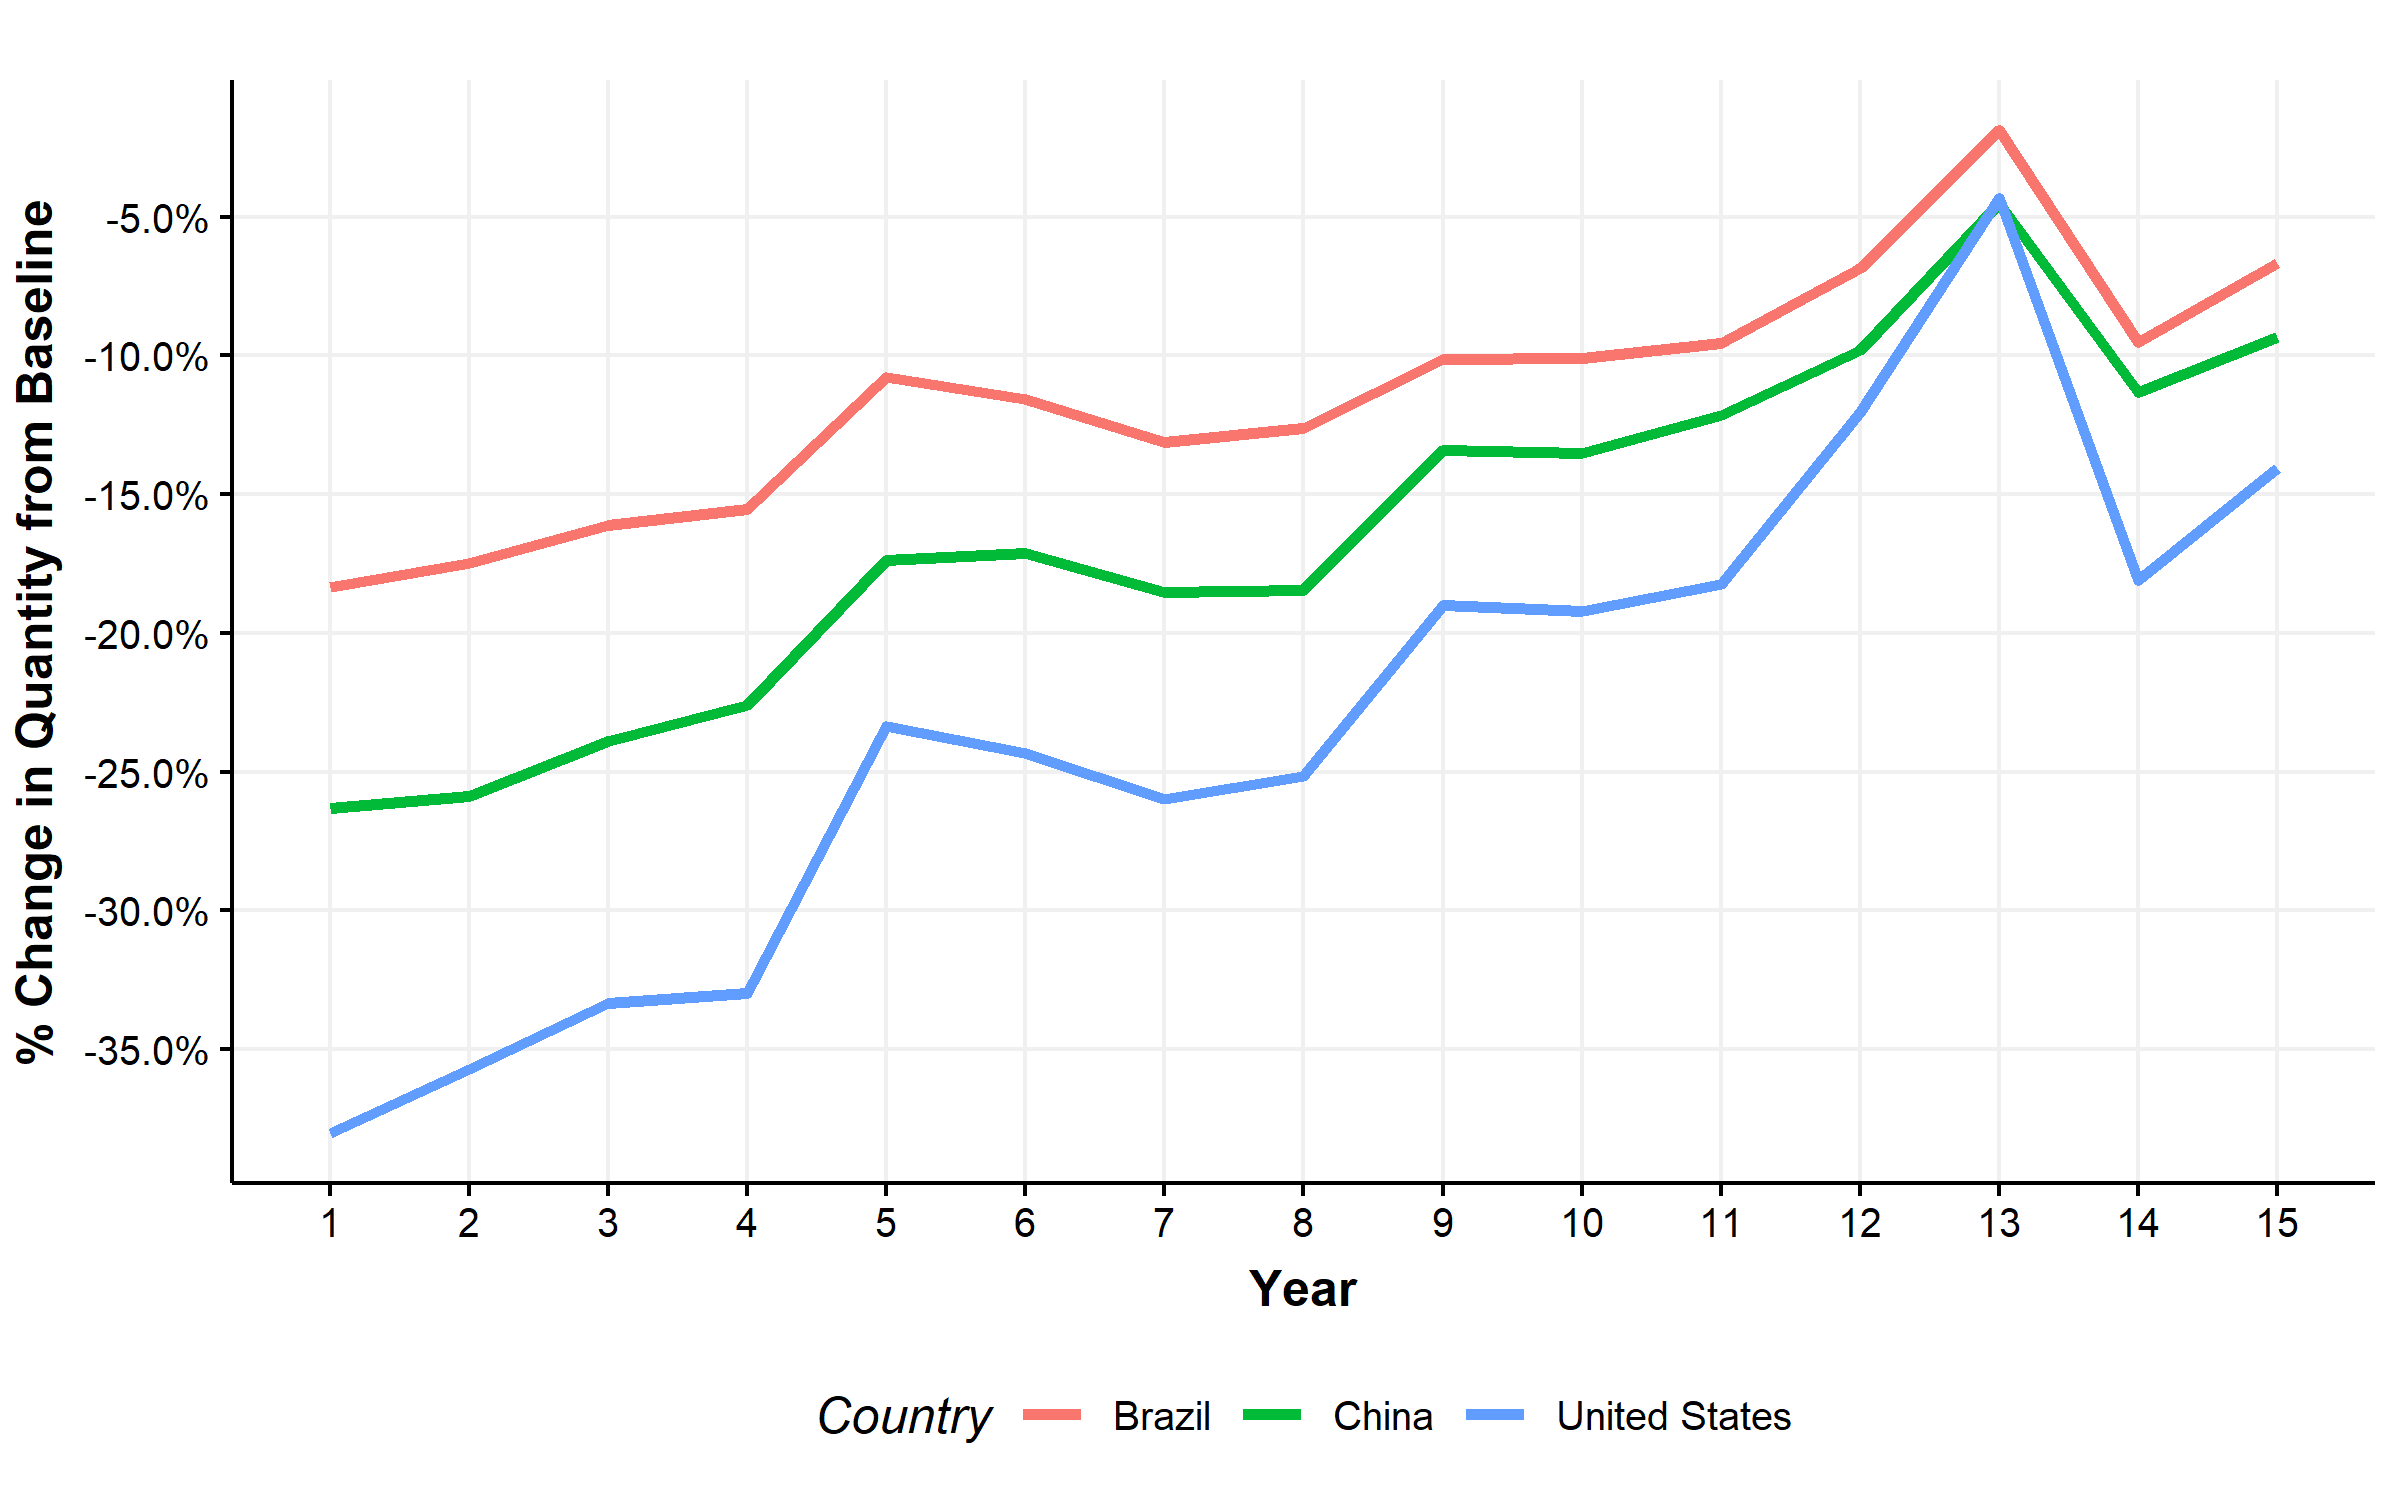 % Change in Quantity from Baseline
-5.0%
-10.0%
-15.0%
-20.0%
-25.0%
-30.0%
-35.0%
1 2 3 4 5 6 7 8 9 10 11 12 13 14 15
Year
Country Brazil China United States